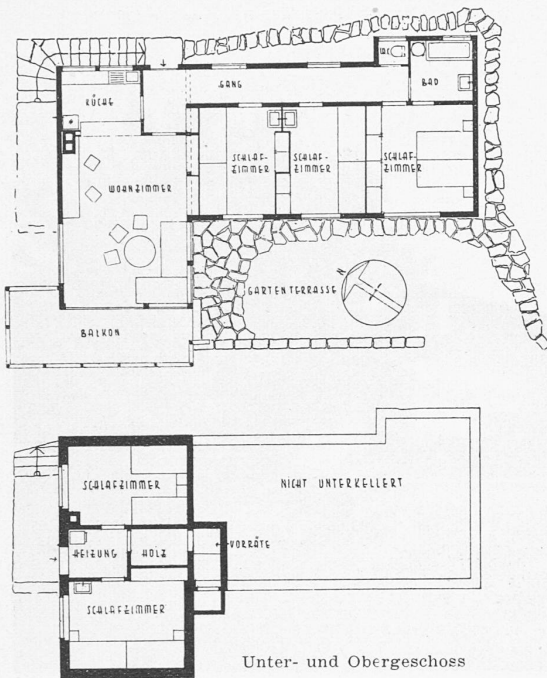 W.C.
GANG
BAD
KÜCHE
SCHLAF-
ZIMMER
SCHLAF-
ZIMMER
SCHLAF-
ZIMMER
WOHNZIMMER
N
GARTENTERRASSE
BALKON
SCHLAFZIMMER
NICHT UNTERKELLERT
HEIZUNG
HOLZ
VORRÄTE
SCHLAFZIMMER
Unter- und Obergeschoss